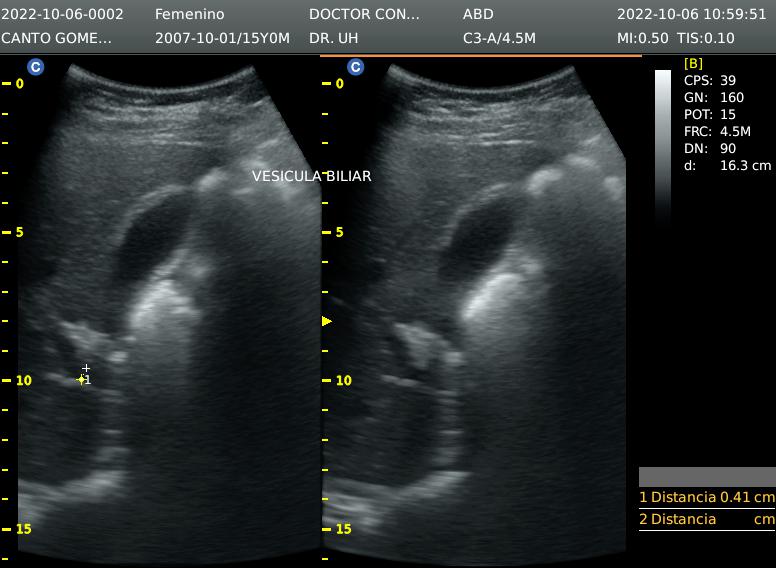 2022-10-06-0002 Femenino DOCTOR CON... ABD 2022-10-06 10:59:51
CANTO GOME... 2007-10-01/15Y0M DR. UH C3-A/4.5M MI:0.50 TIS:0.10
C C
[B]
CPS: 39
GN: 160
POT: 15
FRC: 4.5M
DN: 90
d: 16.3 cm
0 0
VESICULA BILIAR
5 5
1
10 10
15 15
1 Distancia 0.41 cm
2 Distancia cm